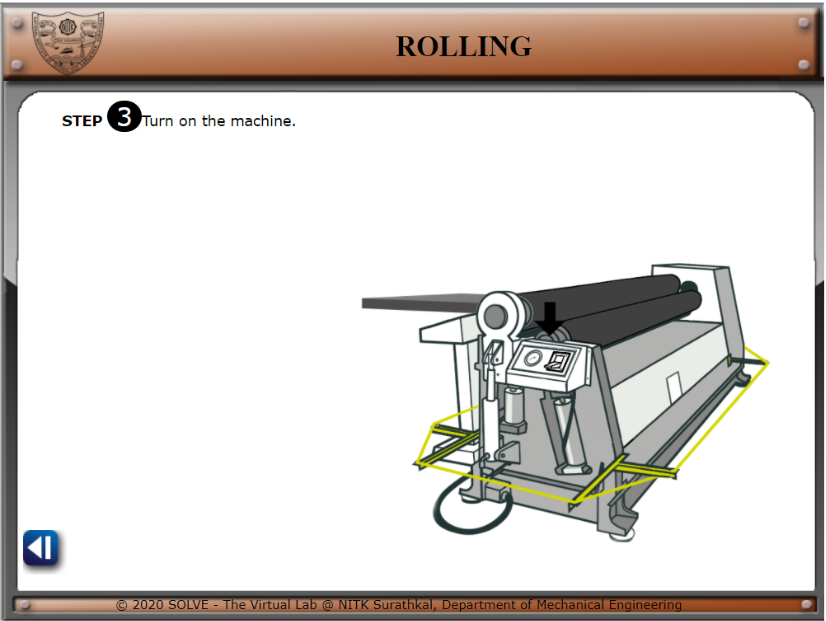 ROLLING
STEP 3 Turn on the machine.
© 2020 SOLVE - The Virtual Lab @ NITK Surathkal, Department of Mechanical Engineering